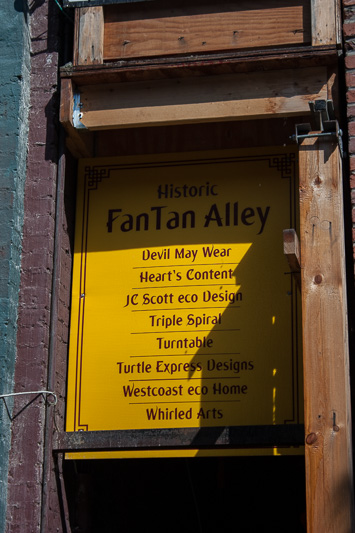 Historic
FanTan Alley
Devil May Wear
Heart's Content
JC Scott eco Design
Triple Spiral
Turntable
Turtle Express Designs
Westcoast eco Home
Whirled Arts